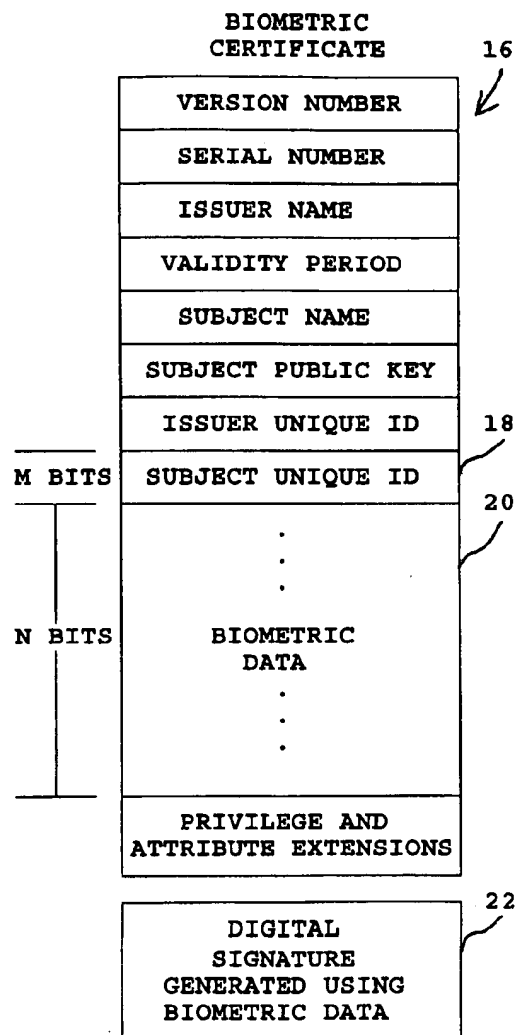 BIOMETRIC
CERTIFICATE
16
VERSION NUMBER
SERIAL NUMBER
ISSUER NAME
VALIDITY PERIOD
SUBJECT NAME
SUBJECT PUBLIC KEY
ISSUER UNIQUE ID
18
M BITS
SUBJECT UNIQUE ID
20
N BITS
BIOMETRIC
DATA
PRIVILEGE AND
ATTRIBUTE EXTENSIONS
22
DIGITAL
SIGNATURE
GENERATED USING
BIOMETRIC DATA